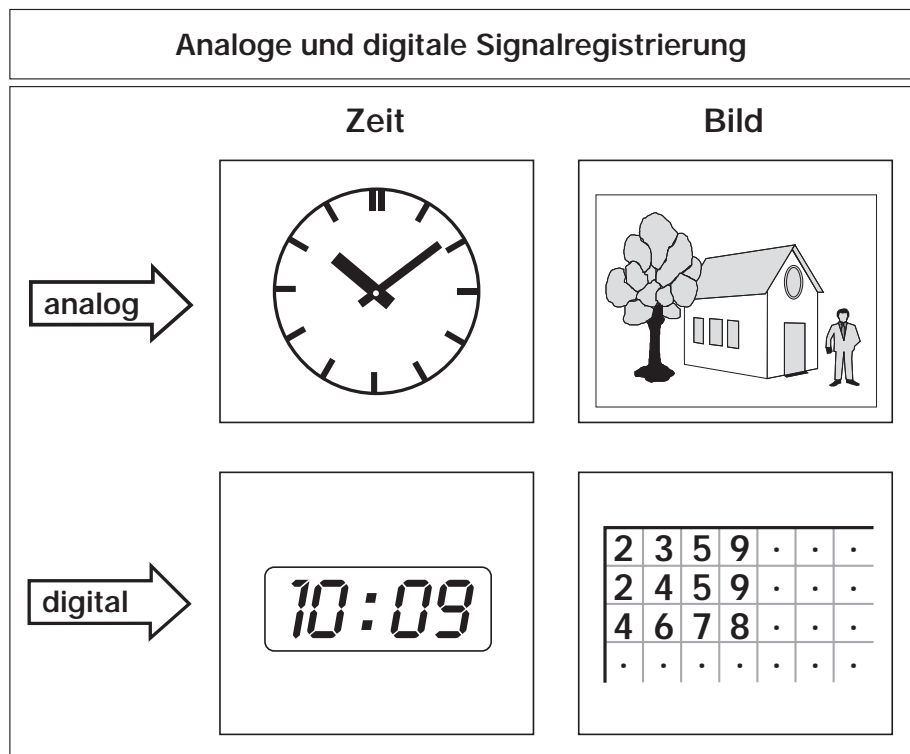 Analoge und digitale Signalregistrierung
Zeit Bild
analog
digital
10:09
2 3 5 9 · · ·
2 4 5 9 · · ·
4 6 7 8 · · ·
· · · · · · ·